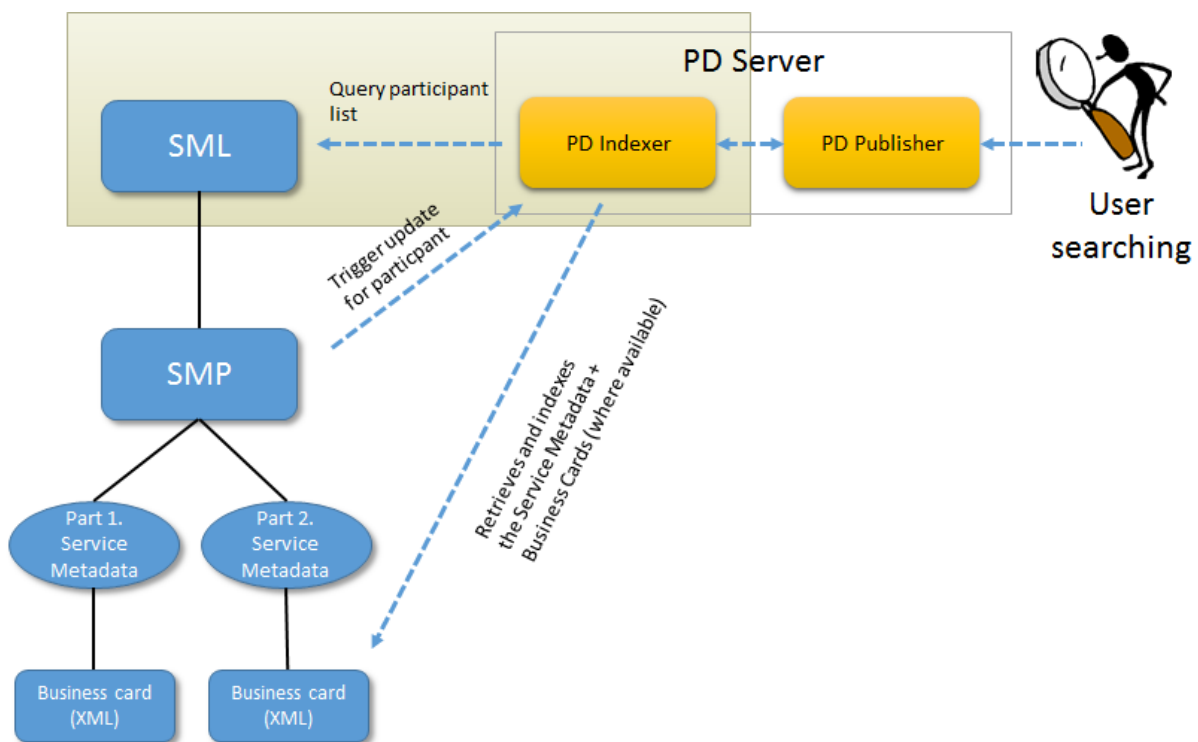 PD Server
Query participant
list
SML
PD Indexer
PD Publisher
User
searching
Trigger update
for particpant
SMP
Retrieves and indexes
the Service Metadata +
Business Cards (where available)
Part 1.
Service
Metadata
Part 2.
Service
Metadata
Business card
(XML)
Business card
(XML)